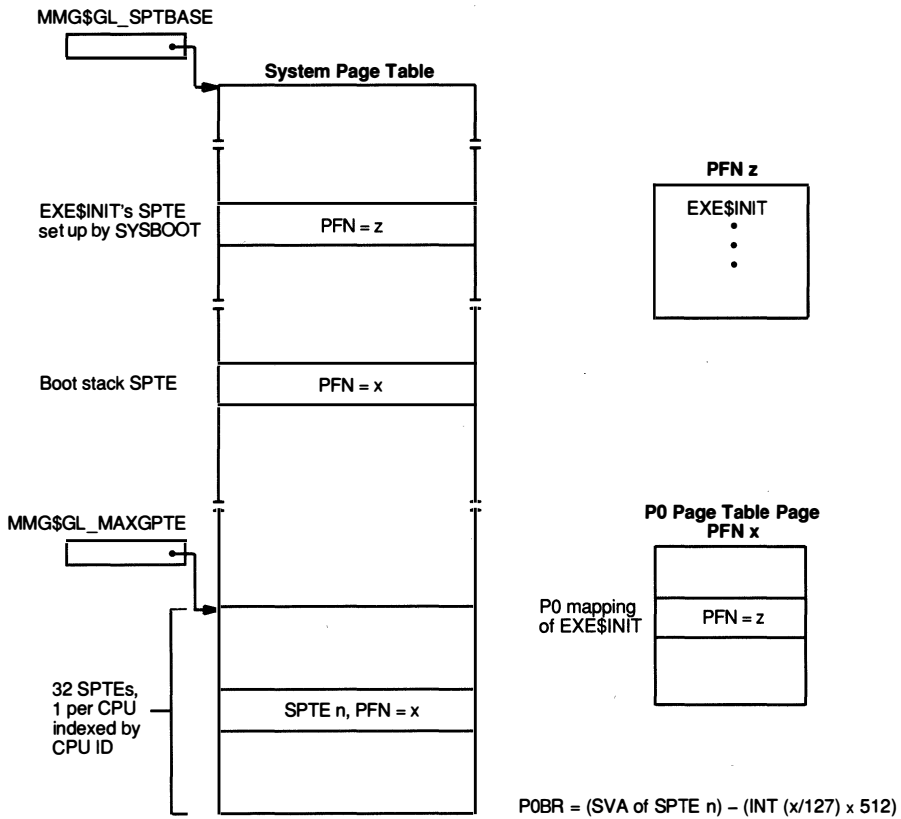 MMG$GL_SPTBASE
System Page Table
EXE$INIT's SPTE
set up by SYSBOOT
PFN = z
PFN z
EXE$INIT
Boot stack SPTE
PFN = x
MMG$GL_MAXGPTE
P0 Page Table Page
PFN x
P0 mapping
of EXE$INIT
PFN = z
32 SPTEs,
1 per CPU
indexed by
CPU ID
SPTE n, PFN = x
P0BR = (SVA of SPTE n) – (INT (x/127) x 512)